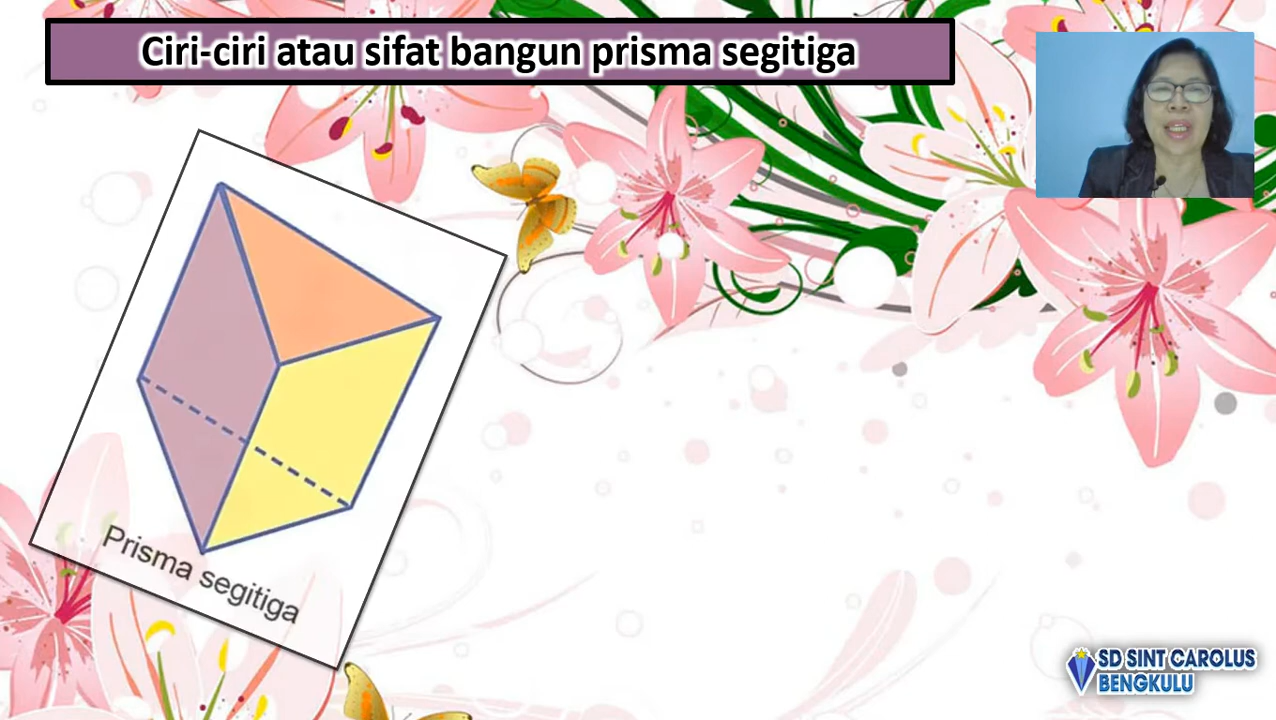 Ciri-ciri atau sifat bangun prisma segitiga
Prisma segitiga
SD SINT CAROLUS
BENGKULU